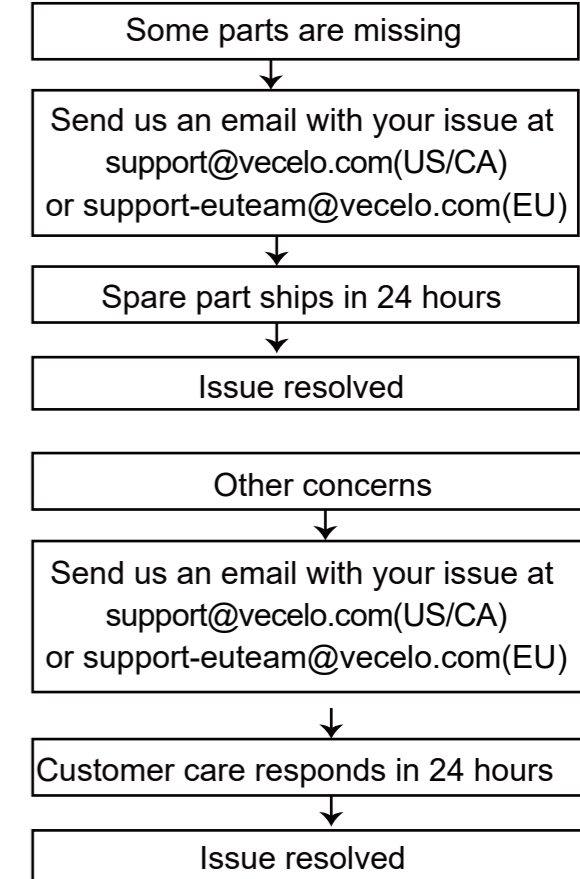 Some parts are missing
Send us an email with your issue at
support@vecelo.com(US/CA)
or support-euteam@vecelo.com(EU)
Spare part ships in 24 hours
Issue resolved
Other concerns
Send us an email with your issue at
support@vecelo.com(US/CA)
or support-euteam@vecelo.com(EU)
Customer care responds in 24 hours
Issue resolved